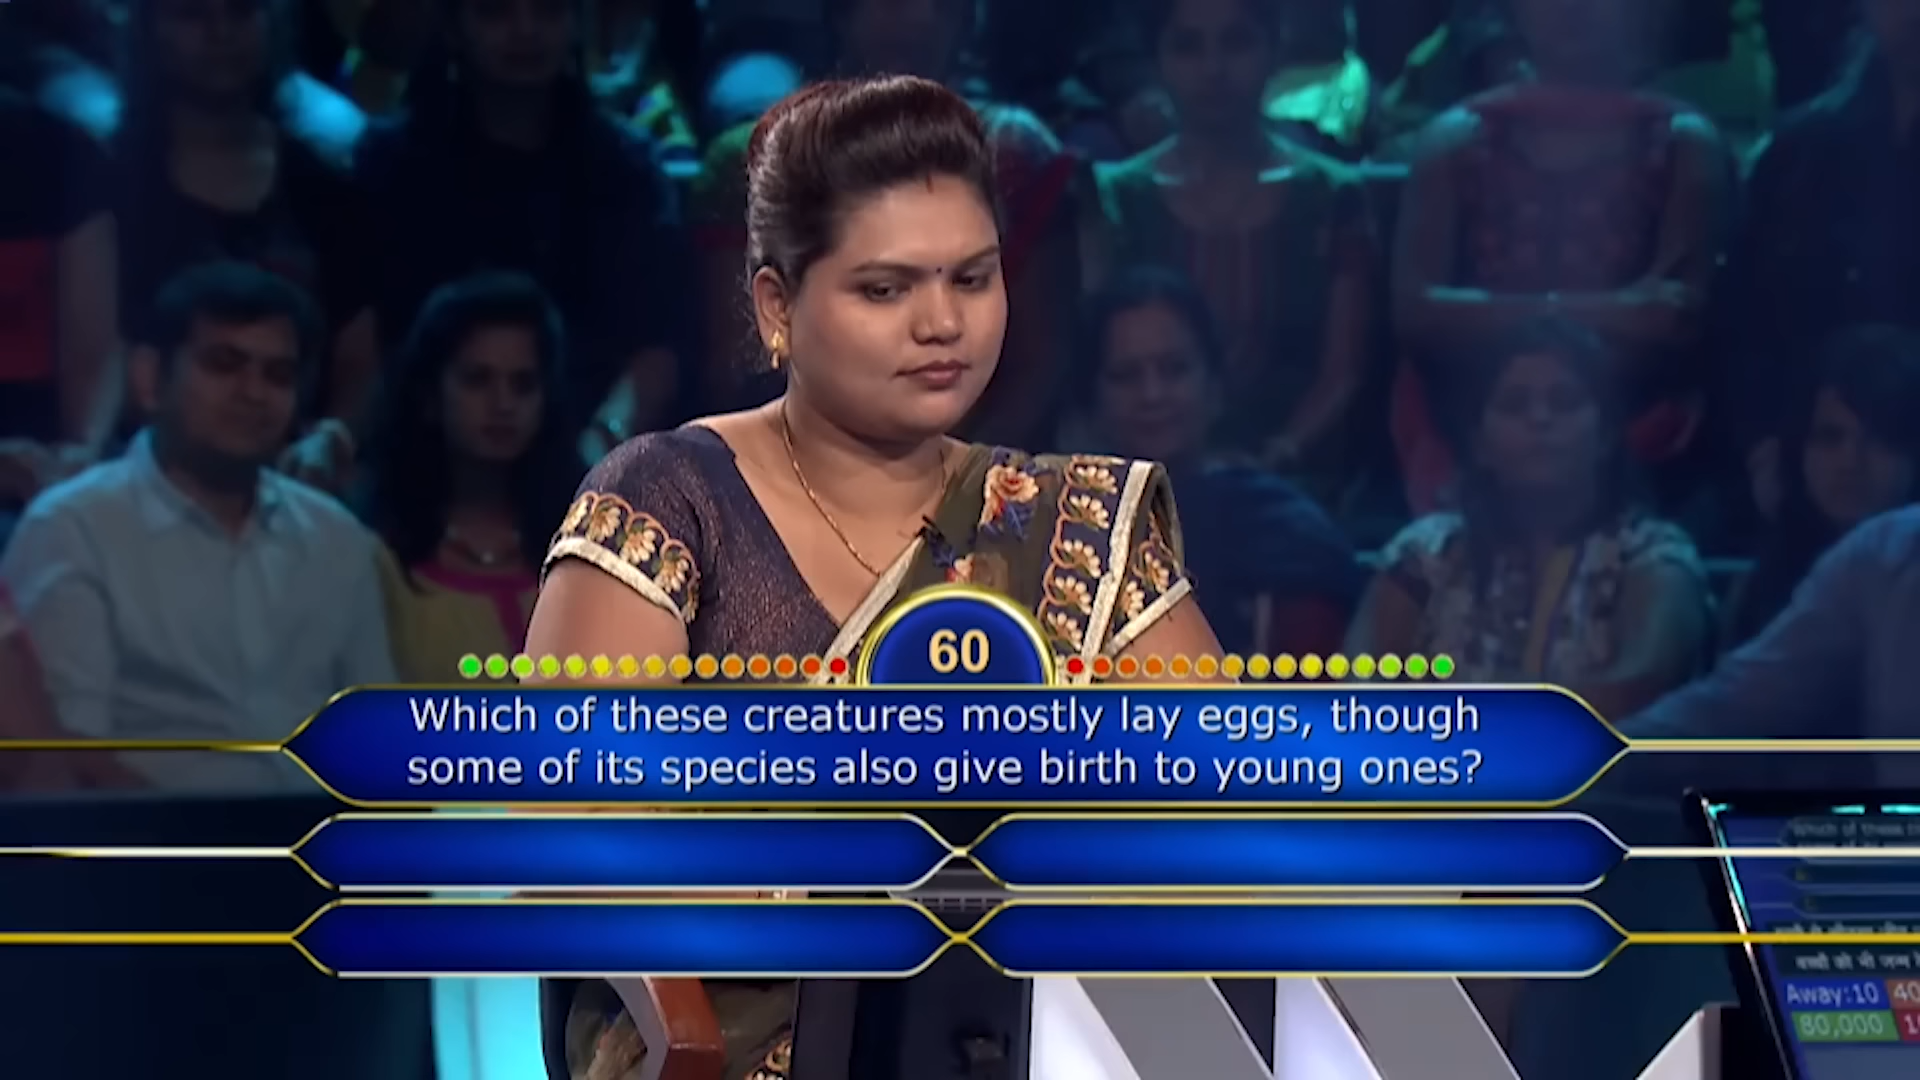 60
Which of these creatures mostly lay eggs, though
some of its species also give birth to young ones?
Away:10 40
80,000